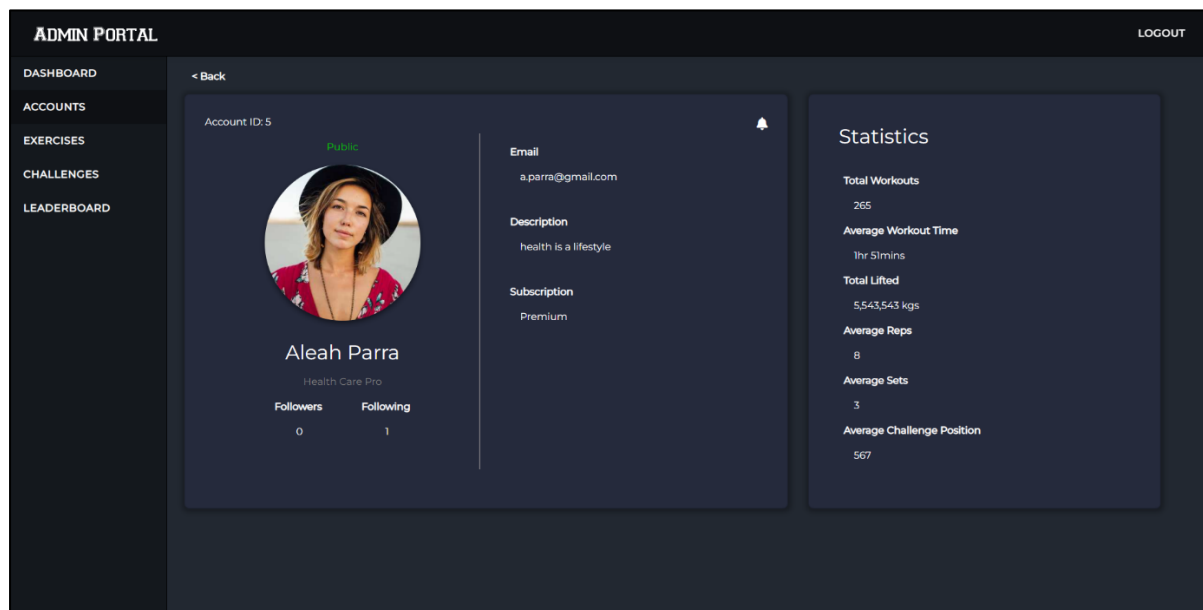 ADMIN PORTAL
LOGOUT
DASHBOARD
ACCOUNTS
EXERCISES
CHALLENGES
LEADERBOARD
< Back
Account ID: 5
Public
Aleah Parra
Health Care Pro
Followers Following
0 1
Email
a.parra@gmail.com
Description
health is a lifestyle
Subscription
Premium
Statistics
Total Workouts
265
Average Workout Time
1hr 51mins
Total Lifted
5,543,543 kgs
Average Reps
8
Average Sets
3
Average Challenge Position
567